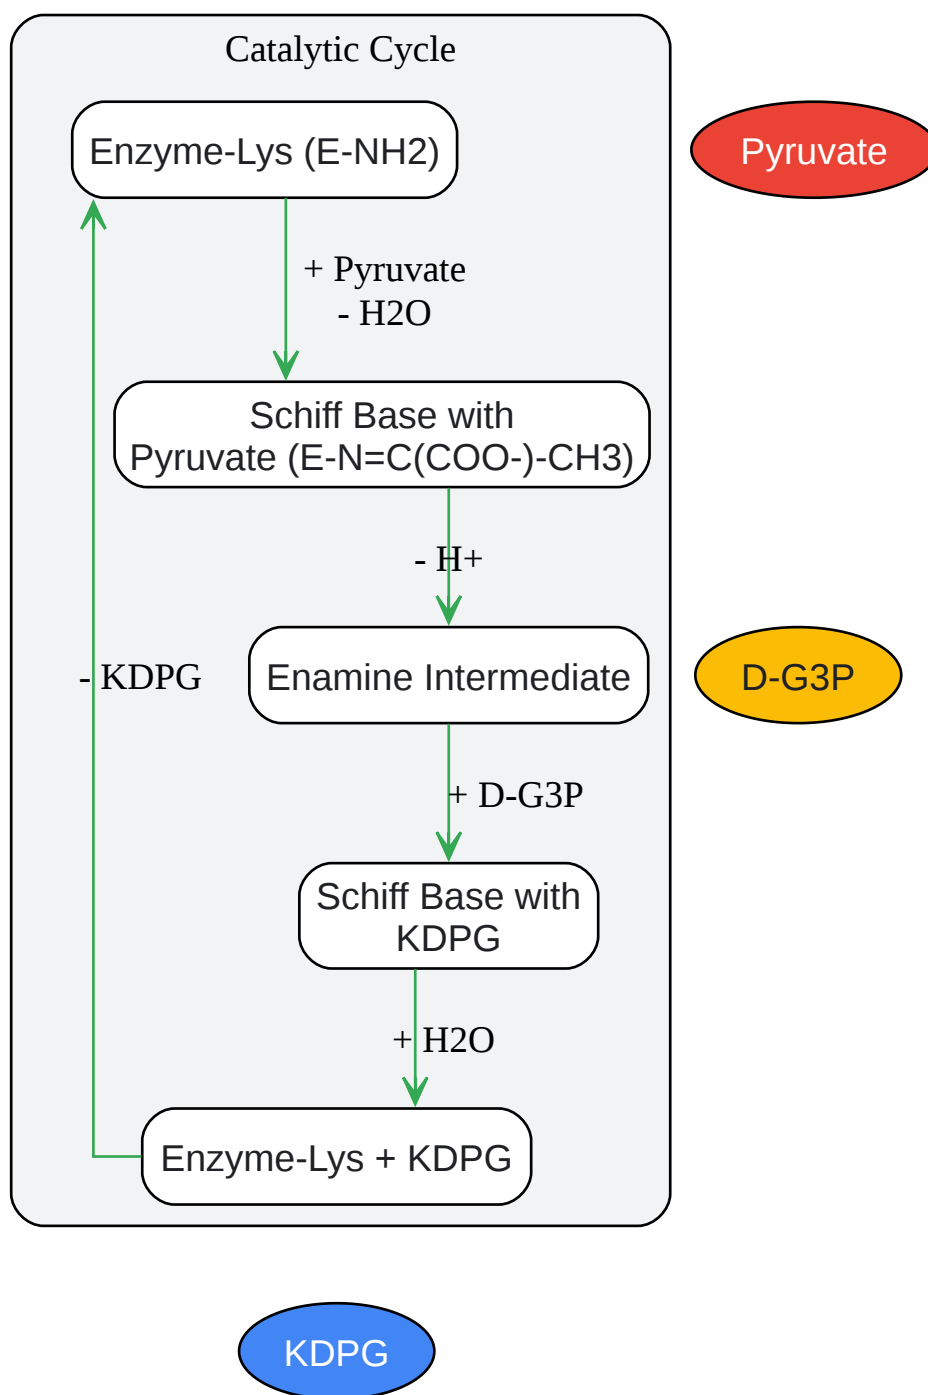 Catalytic Cycle
Enzyme-Lys (E-NH2)
Pyruvate
+ Pyruvate
- H2O
Schiff Base with
Pyruvate (E-N=C(COO-)-CH3)
- H+
- KDPG
Enamine Intermediate
D-G3P
+ D-G3P
Schiff Base with
KDPG
+ H2O
Enzyme-Lys + KDPG
KDPG